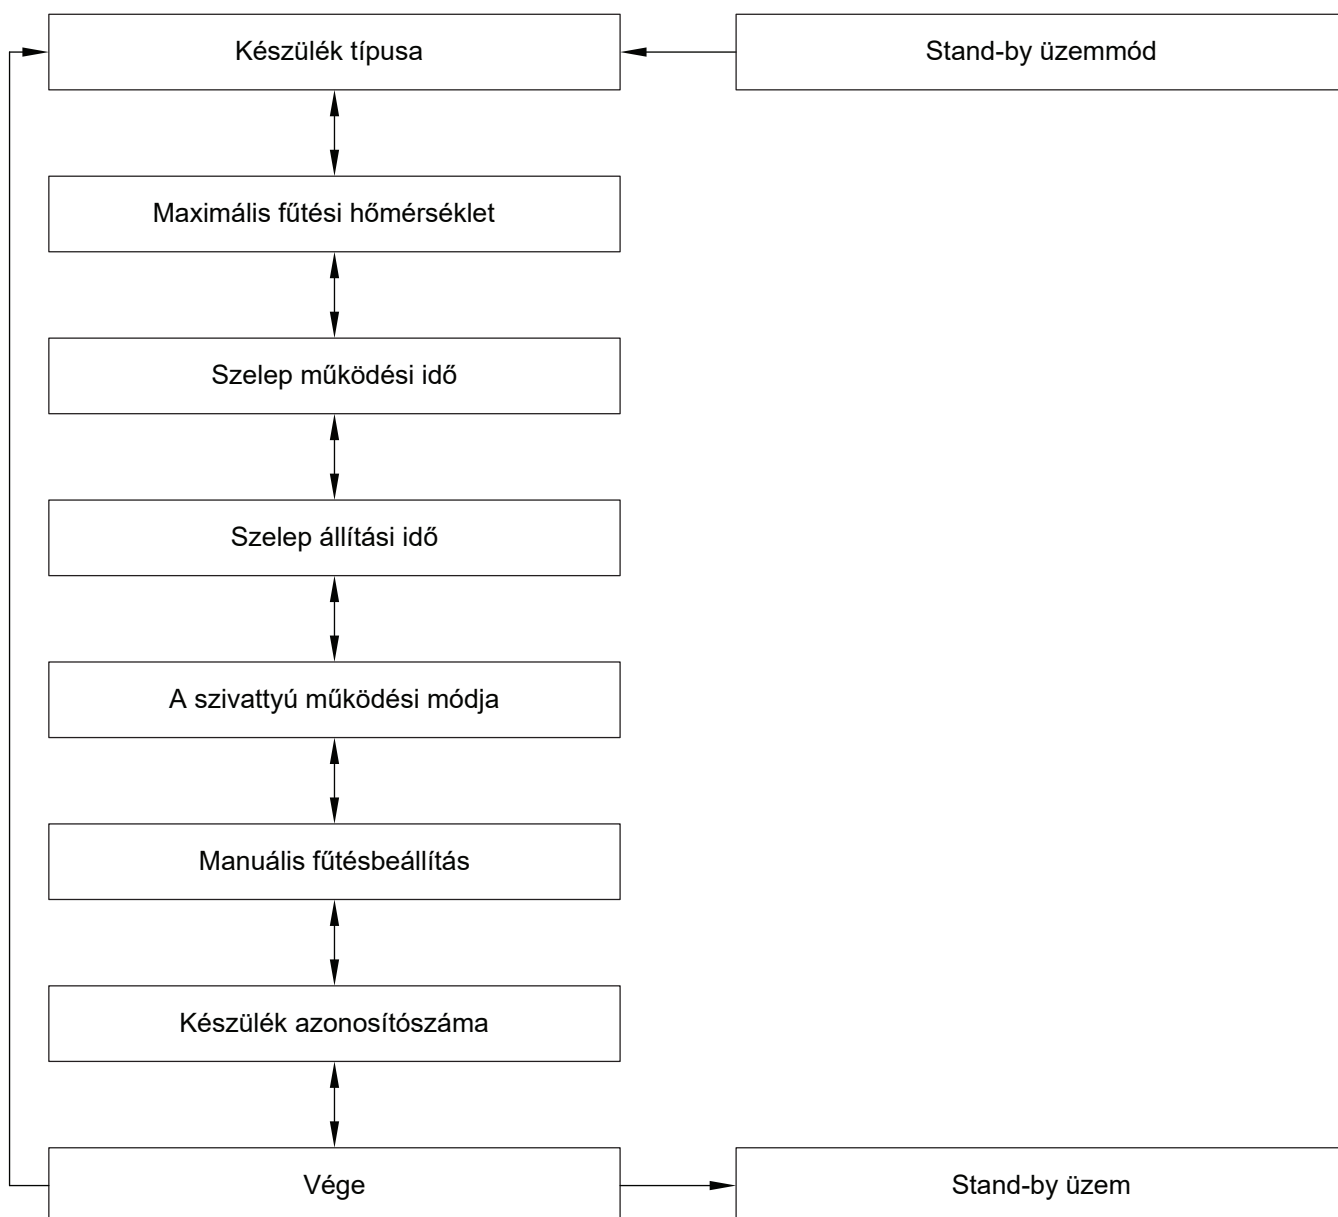 Készülék típusa
Stand-by üzemmód
Maximális fűtési hőmérséklet
Szelep működési idő
Szelep állítási idő
A szivattyú működési módja
Manuális fűtésbeállítás
Készülék azonosítószáma
Vége
Stand-by üzem